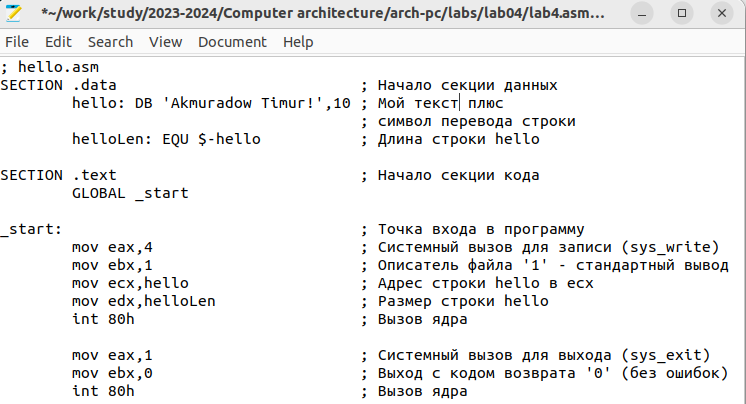 *~/work/study/2023-2024/Computer architecture/arch-pc/labs/lab04/lab4.asm...
File Edit Search View Document Help
; hello.asm
SECTION .data ; Начало секции данных
hello: DB 'Akmuradow Timur!',10 ; Мой текст плюс
; символ перевода строки
helloLen: EQU $-hello ; Длина строки hello
SECTION .text ; Начало секции кода
GLOBAL _start
_start: ; Точка входа в программу
mov eax,4 ; Системный вызов для записи (sys_write)
mov ebx,1 ; Описатель файла '1' - стандартный вывод
mov ecx,hello ; Адрес строки hello в ecx
mov edx,helloLen ; Размер строки hello
int 80h ; Вызов ядра
mov eax,1 ; Системный вызов для выхода (sys_exit)
mov ebx,0 ; Выход с кодом возврата '0' (без ошибок)
int 80h ; Вызов ядра